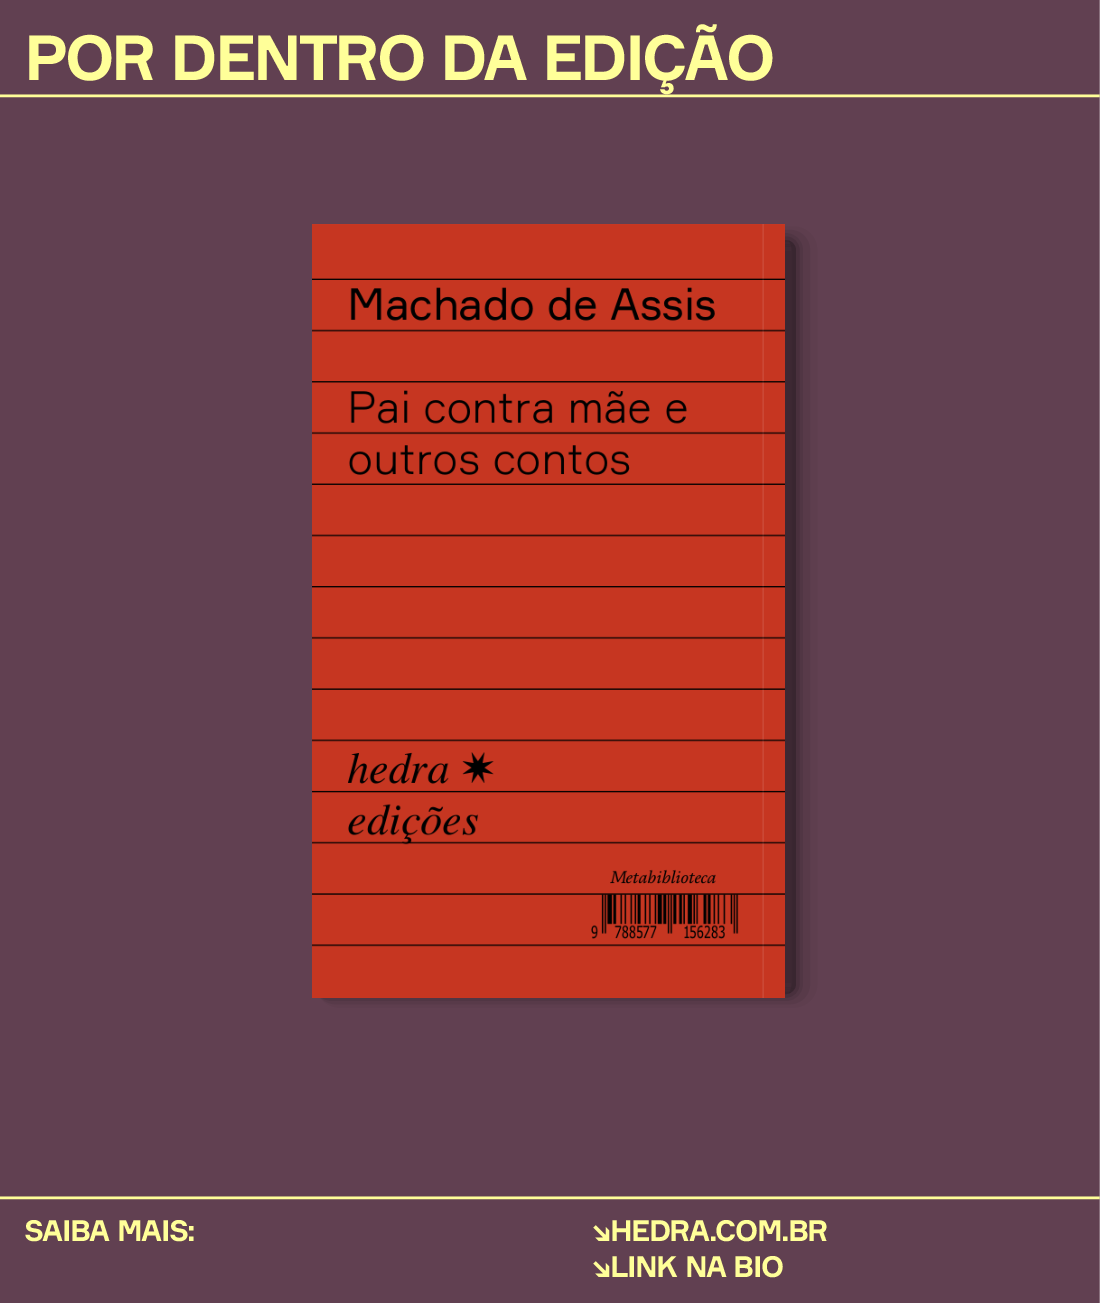 POR DENTRO DA EDIÇÃO
Machado de Assis
Pai contra mãe e
outros contos
hedra ✷
edições
Metabiblioteca
9 788577 156283
SAIBA MAIS:
↘HEDRA.COM.BR
↘LINK NA BIO